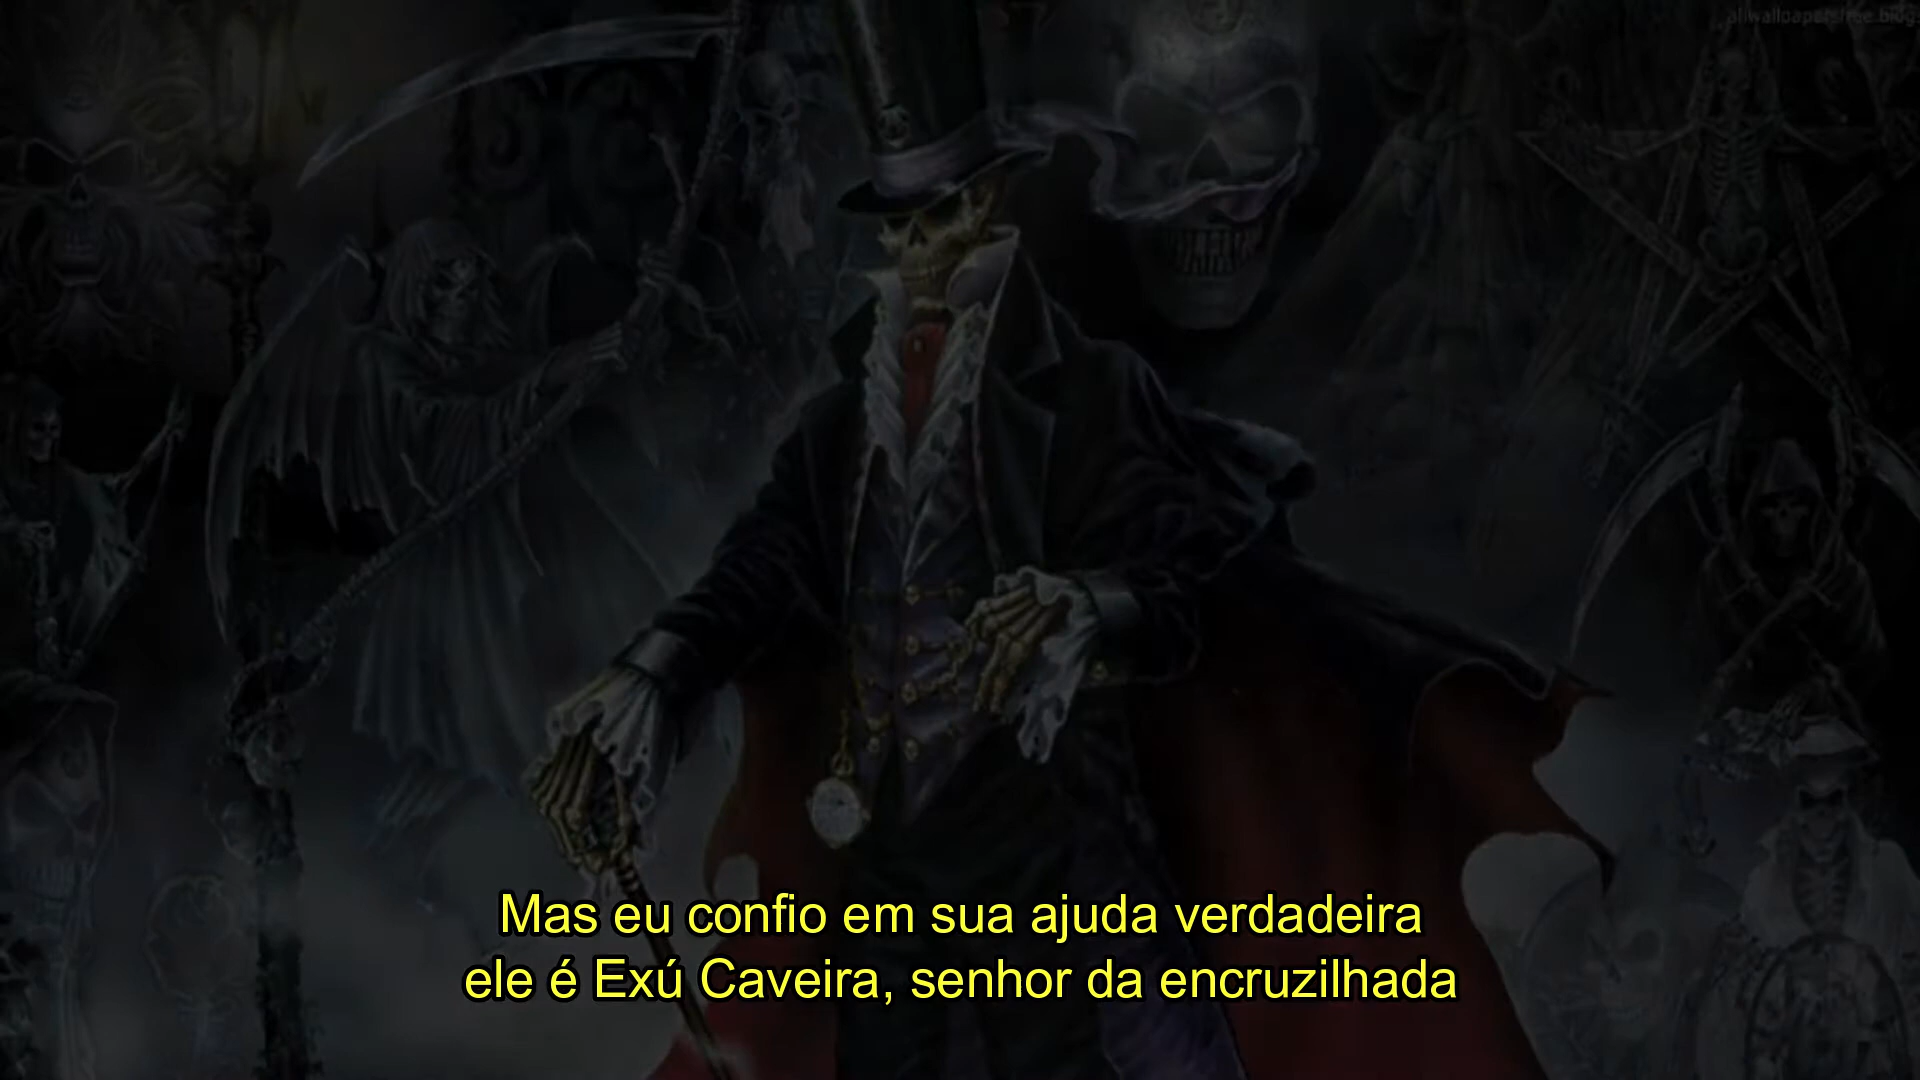 Mas eu confio em sua ajuda verdadeira
ele é Exú Caveira, senhor da encruzilhada